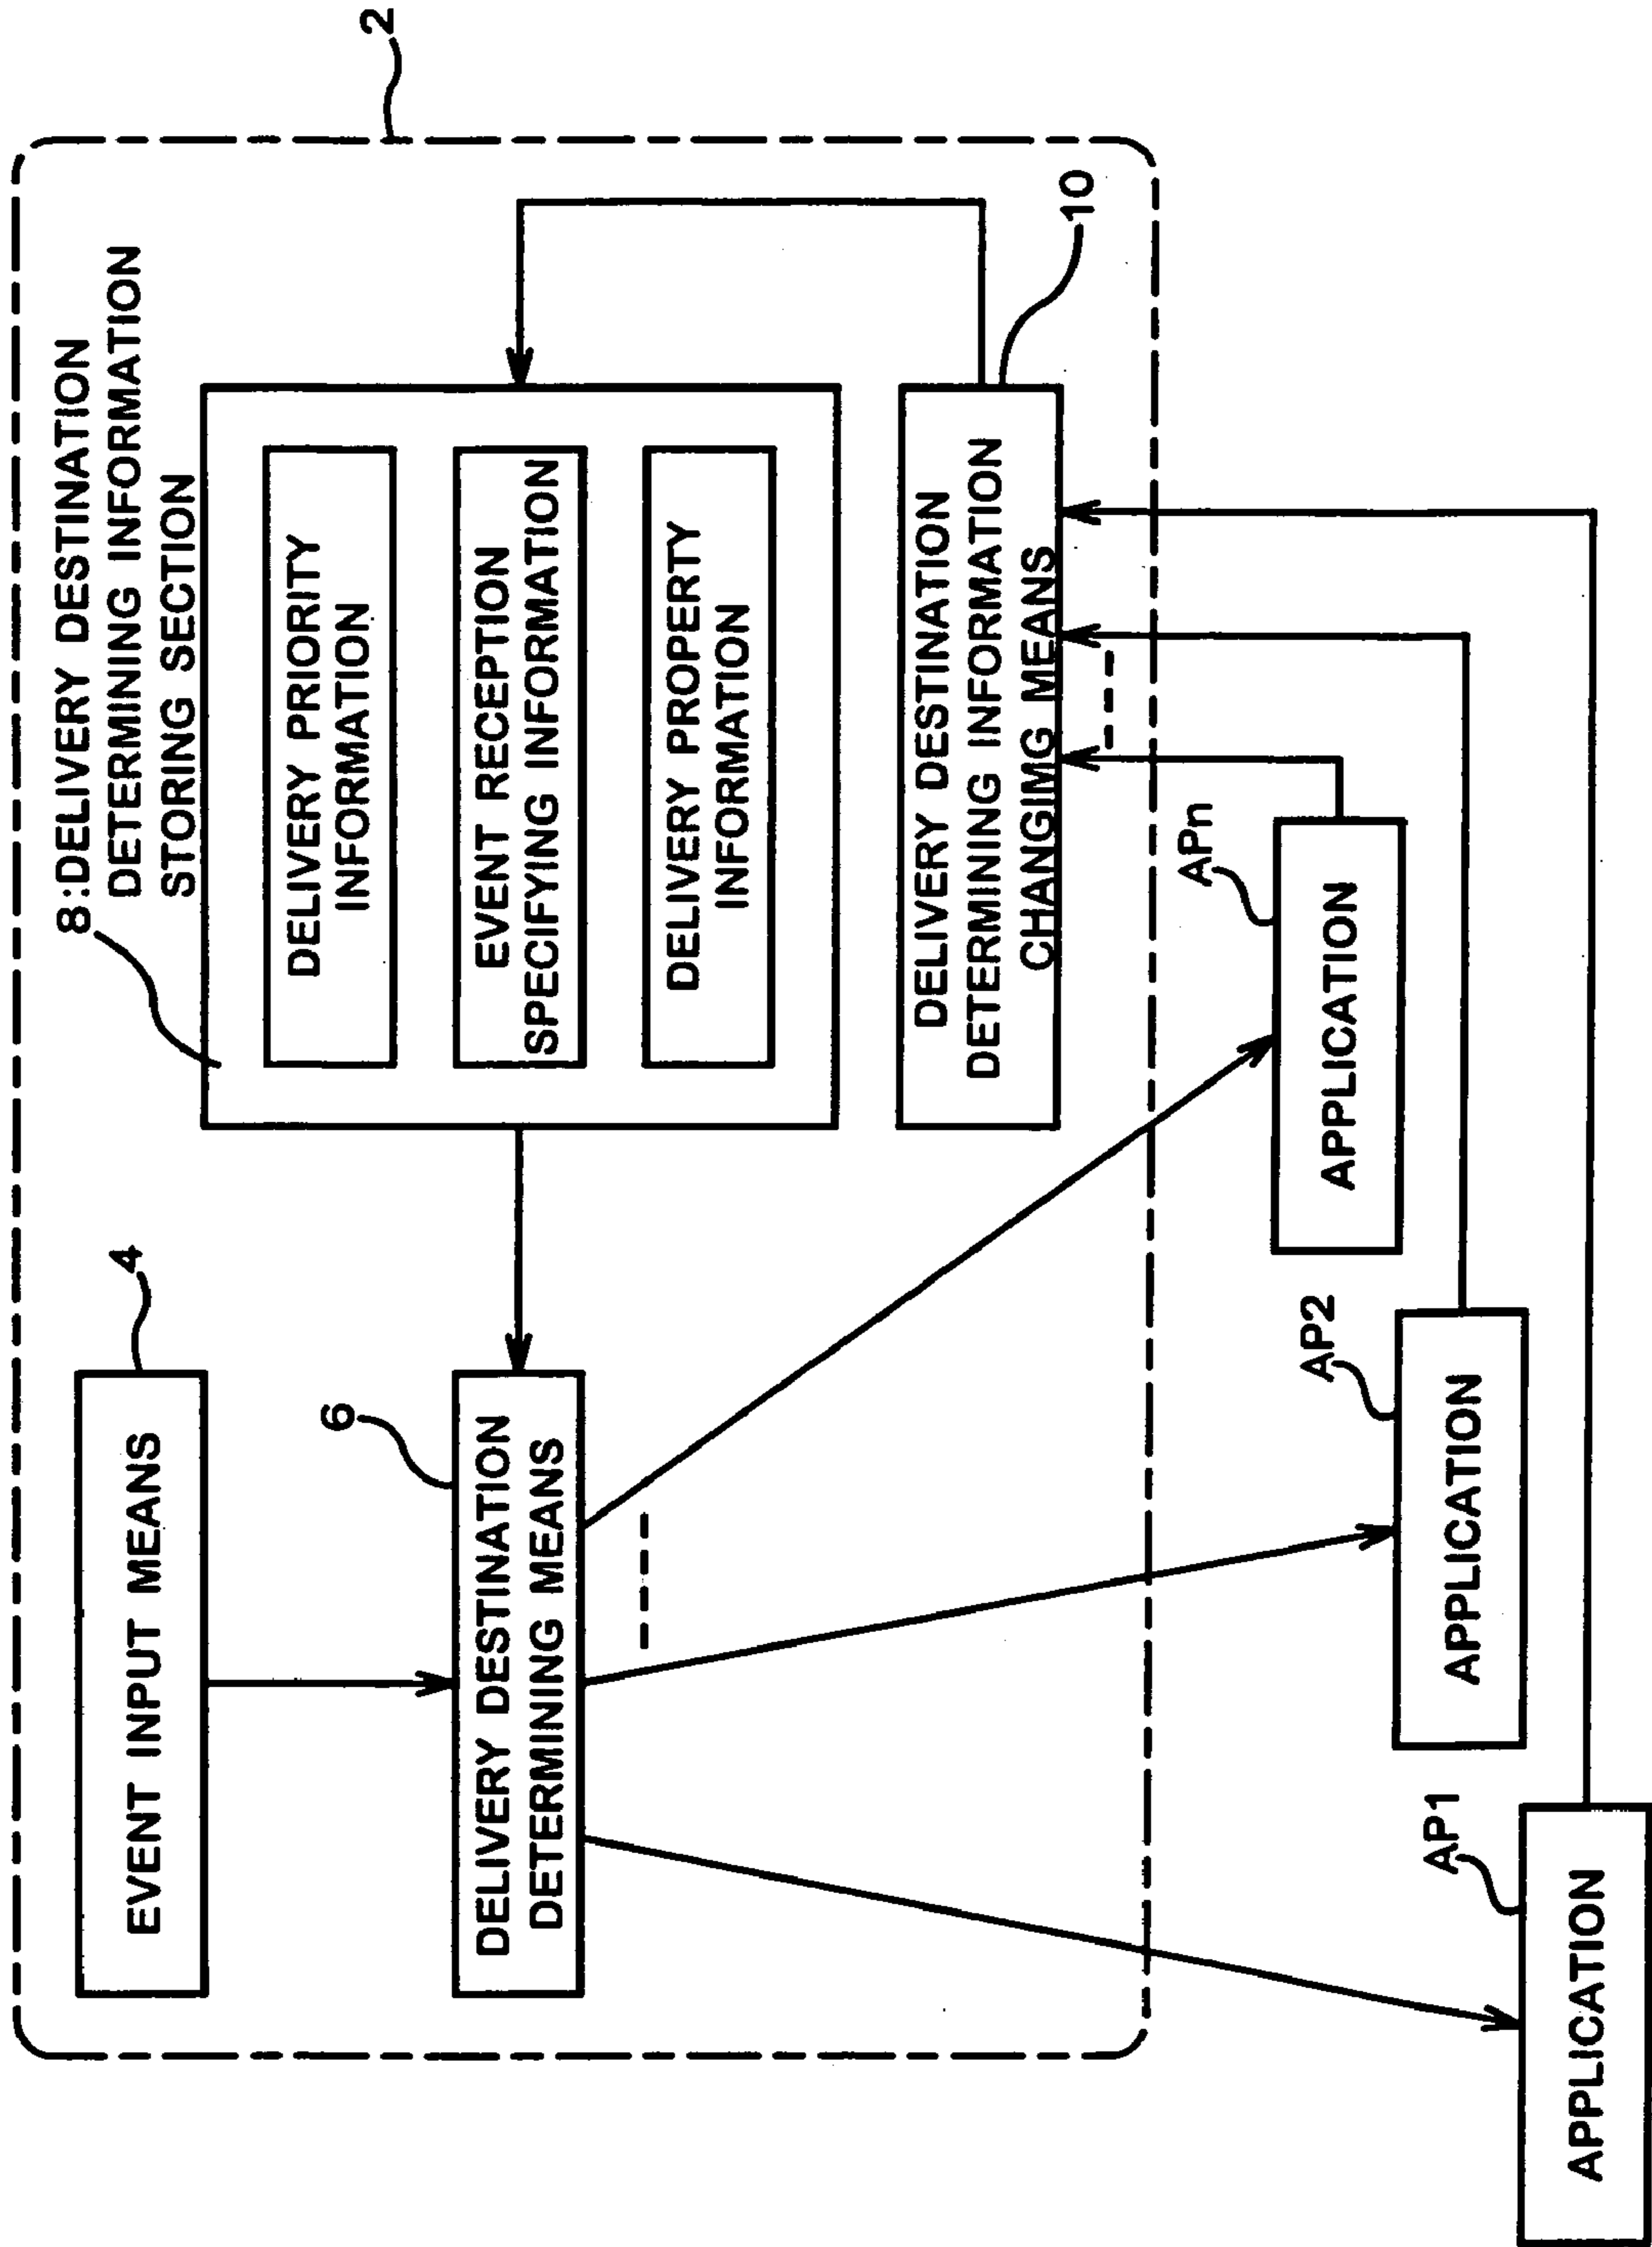 2
8:DELIVERY DESTINATION
DETERMINING INFORMATION
STORING SECTION
4
EVENT INPUT MEANS
DELIVERY PRIORITY
INFORMATION
6
DELIVERY DESTINATION
DETERMINING MEANS
EVENT RECEPTION
SPECIFYING INFORMATION
DELIVERY PROPERTY
INFORMATION
10
DELIVERY DESTINATION
DETERMINING INFORMATION
CHANGIMG MEANS
AP1
APPLICATION
AP2
APPLICATION
APn
APPLICATION